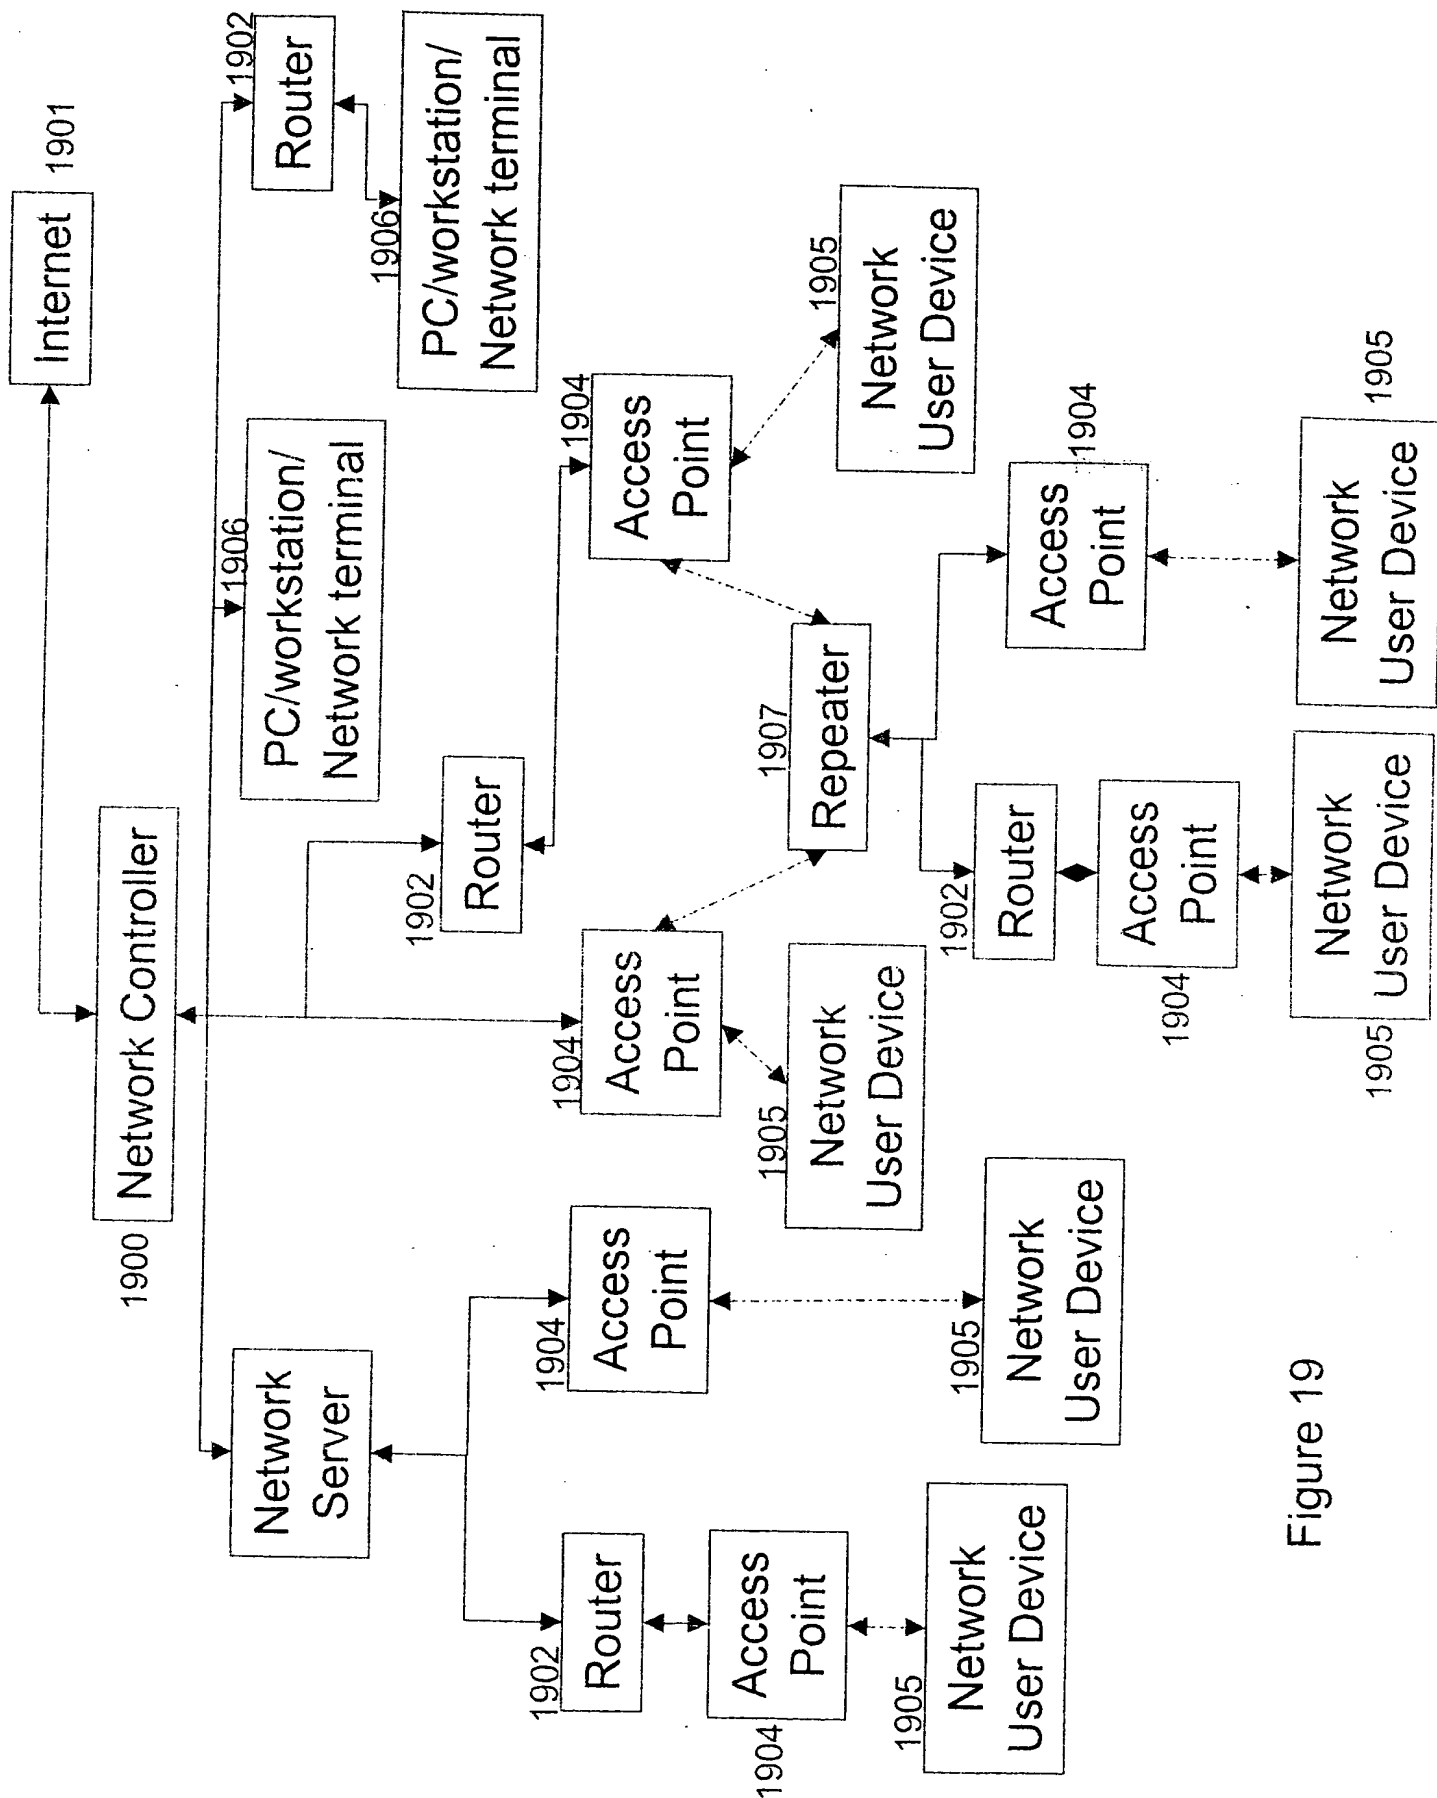 Internet
1901
1900
Network Controller
1902
Router
1906
PC/workstation/
Network terminal
1906
PC/workstation/
Network terminal
Network
Server
1902
Router
1904
Access
Point
1904
Access
Point
1904
Access
Point
1902
Router
1904
Access
Point
1905
Network
User Device
1905
Network
User Device
1905
Network
User Device
1907
Repeater
1905
Network
User Device
1902
Router
1904
Access
Point
1904
Access
Point
1905
Network
User Device
1905
Network
User Device
Figure 19